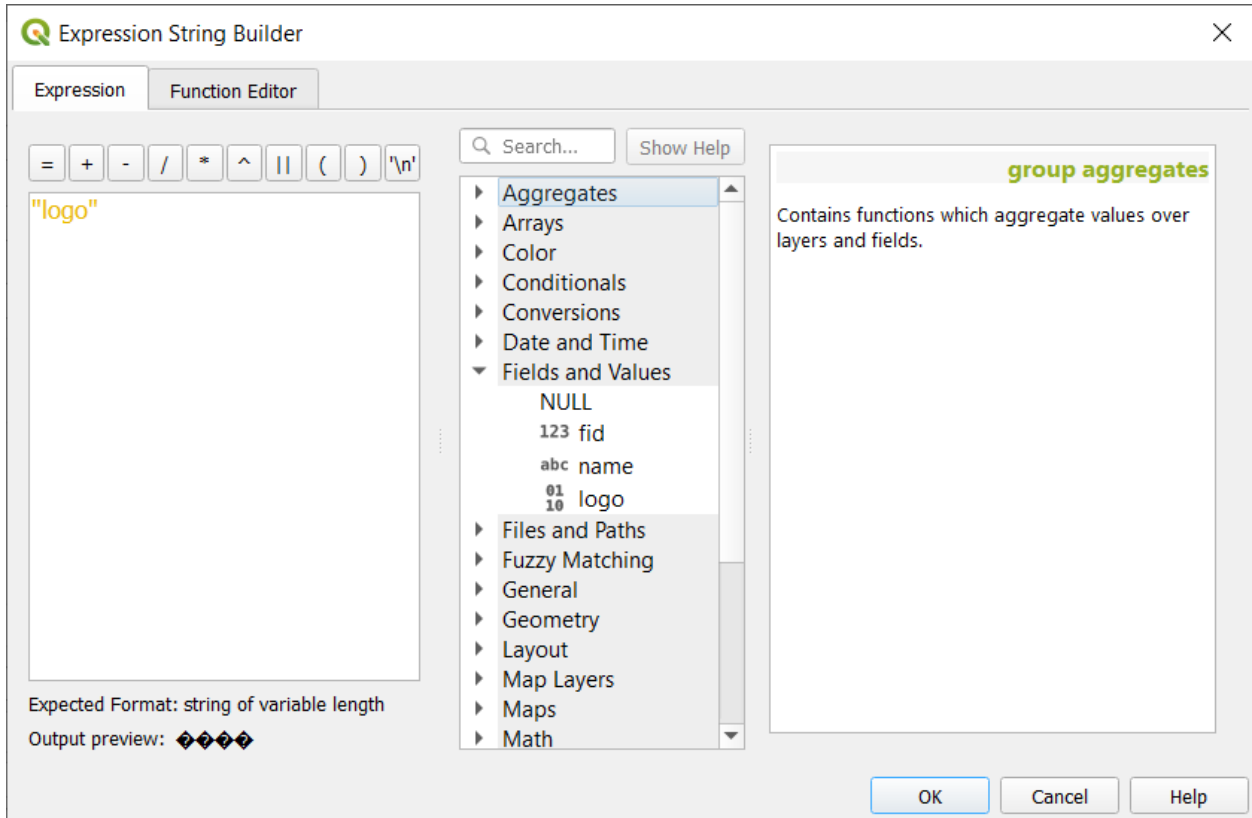 Expression String Builder
Expression
Function Editor
= + - / * ^ || ( ) '\n'
"logo"
Expected Format: string of variable length
Output preview: ����
Search...
Show Help
Aggregates
Arrays
Color
Conditionals
Conversions
Date and Time
Fields and Values
NULL
123 fid
abc name
01
10 logo
Files and Paths
Fuzzy Matching
General
Geometry
Layout
Map Layers
Maps
Math
group aggregates
Contains functions which aggregate values over
layers and fields.
OK
Cancel
Help